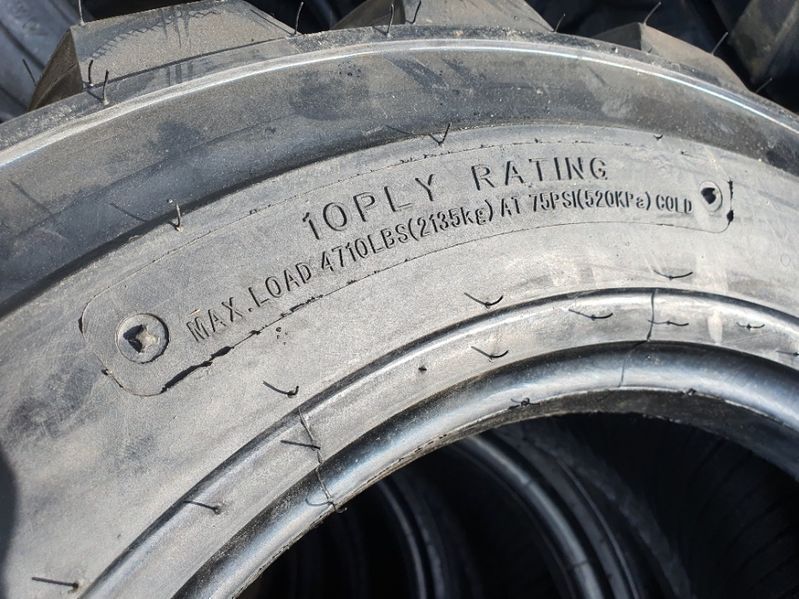 10PLY RATING
MAX.LOAD 4710LBS(2135kg) AT 75PSI(520KPa) COLD